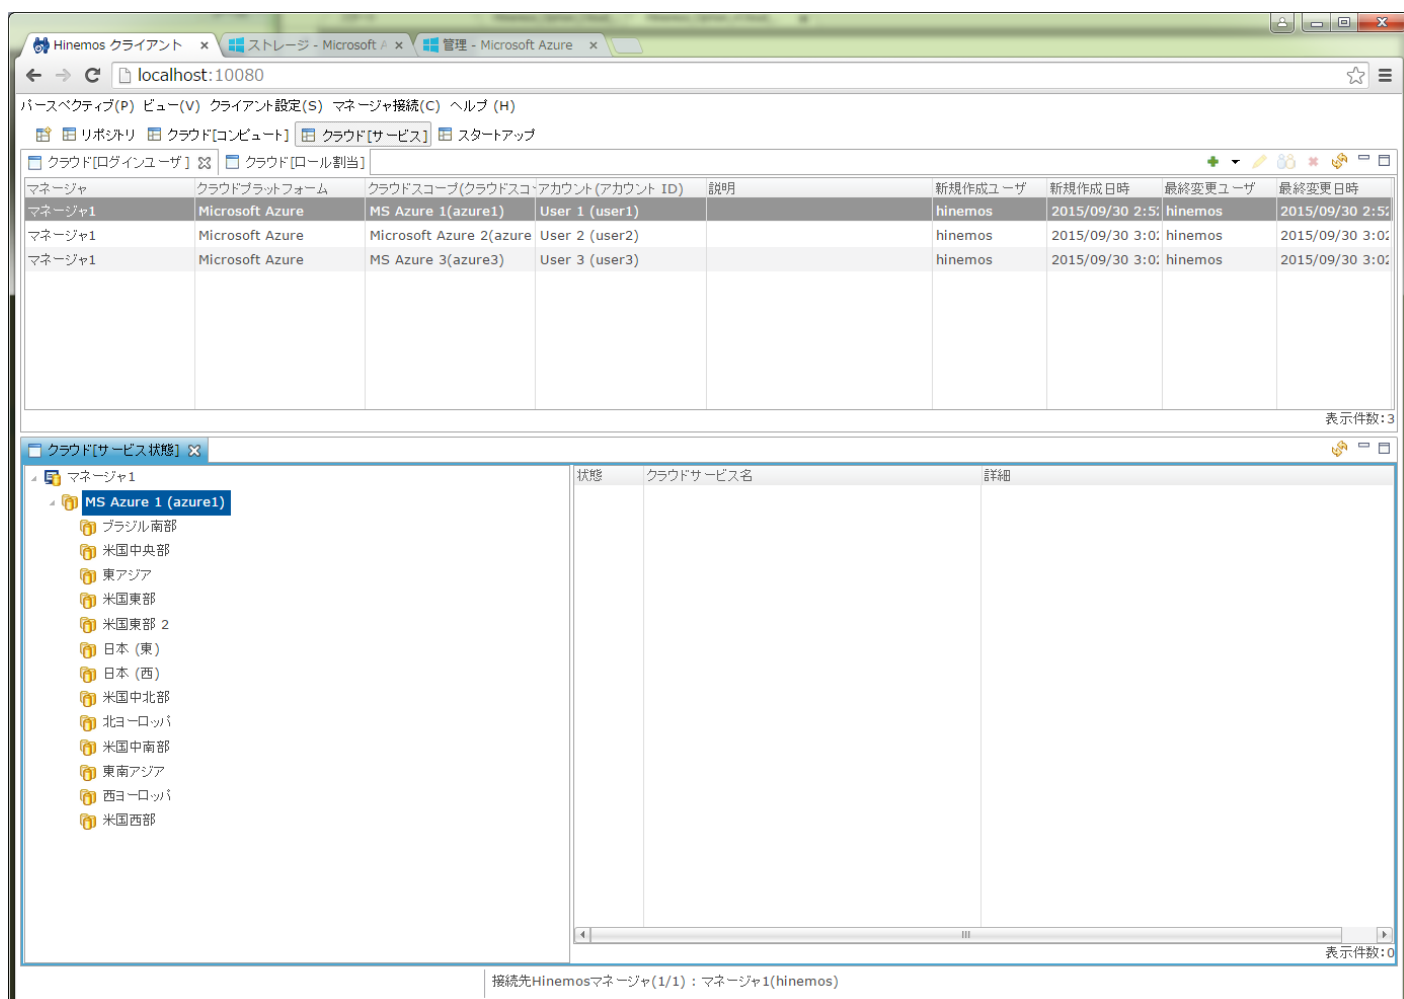 Hinemos クライアント × ストレージ - Microsoft A × 管理 - Microsoft Azure ×
localhost:10080
パースペクティブ(P) ビュー(V) クライアント設定(S) マネージャ接続(C) ヘルプ (H)
リポジトリ クラウド[コンピュート] クラウド[サービス] スタートアップ
クラウド[ログインユーザ] クラウド[ロール割当]
マネージャ クラウドプラットフォーム クラウドスコープ(クラウドスコ アカウント(アカウント ID) 説明 新規作成ユーザ 新規作成日時 最終変更ユーザ 最終変更日時
マネージャ1 Microsoft Azure MS Azure 1(azure1) User 1 (user1) hinemos 2015/09/30 2:52 hinemos 2015/09/30 2:52
マネージャ1 Microsoft Azure Microsoft Azure 2(azure User 2 (user2) hinemos 2015/09/30 3:02 hinemos 2015/09/30 3:02
マネージャ1 Microsoft Azure MS Azure 3(azure3) User 3 (user3) hinemos 2015/09/30 3:02 hinemos 2015/09/30 3:02
表示件数:3
クラウド[サービス状態]
マネージャ1
MS Azure 1 (azure1)
ブラジル南部
米国中央部
東アジア
米国東部
米国東部 2
日本 (東)
日本 (西)
米国中北部
北ヨーロッパ
米国中南部
東南アジア
西ヨーロッパ
米国西部
状態 クラウドサービス名 詳細
表示件数:0
接続先Hinemosマネージャ(1/1) : マネージャ1(hinemos)